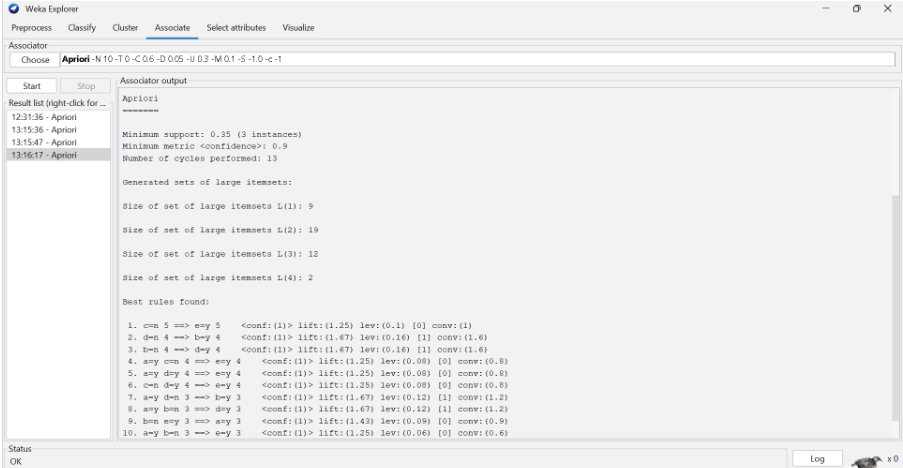 Weka Explorer
Preprocess Classify Cluster Associate Select attributes Visualize
Associator
Choose Apriori -N 10 -T 0 -C 0.6 -D 0.05 -U 0.3 -M 0.1 -S -1.0 -c -1
Start Stop
Associator output
Result list (right-click for ...
12:31:36 - Apriori
13:15:36 - Apriori
13:15:47 - Apriori
13:16:17 - Apriori
Apriori
=======
Minimum support: 0.35 (3 instances)
Minimum metric <confidence>: 0.9
Number of cycles performed: 13
Generated sets of large itemsets:
Size of set of large itemsets L(1): 9
Size of set of large itemsets L(2): 19
Size of set of large itemsets L(3): 12
Size of set of large itemsets L(4): 2
Best rules found:
1. c=n 5 ==> e=y 5 <conf:(1)> lift:(1.25) lev:(0.1) [0] conv:(1)
2. d=n 4 ==> b=y 4 <conf:(1)> lift:(1.67) lev:(0.16) [1] conv:(1.6)
3. b=n 4 ==> d=y 4 <conf:(1)> lift:(1.67) lev:(0.16) [1] conv:(1.6)
4. a=y c=n 4 ==> e=y 4 <conf:(1)> lift:(1.25) lev:(0.08) [0] conv:(0.8)
5. a=y d=y 4 ==> e=y 4 <conf:(1)> lift:(1.25) lev:(0.08) [0] conv:(0.8)
6. c=n d=y 4 ==> e=y 4 <conf:(1)> lift:(1.25) lev:(0.08) [0] conv:(0.8)
7. a=y d=n 3 ==> b=y 3 <conf:(1)> lift:(1.67) lev:(0.12) [1] conv:(1.2)
8. a=y b=n 3 ==> d=y 3 <conf:(1)> lift:(1.67) lev:(0.12) [1] conv:(1.2)
9. b=n e=y 3 ==> a=y 3 <conf:(1)> lift:(1.43) lev:(0.09) [0] conv:(0.9)
10. a=y b=n 3 ==> e=y 3 <conf:(1)> lift:(1.25) lev:(0.06) [0] conv:(0.6)
Status
OK
Log x 0